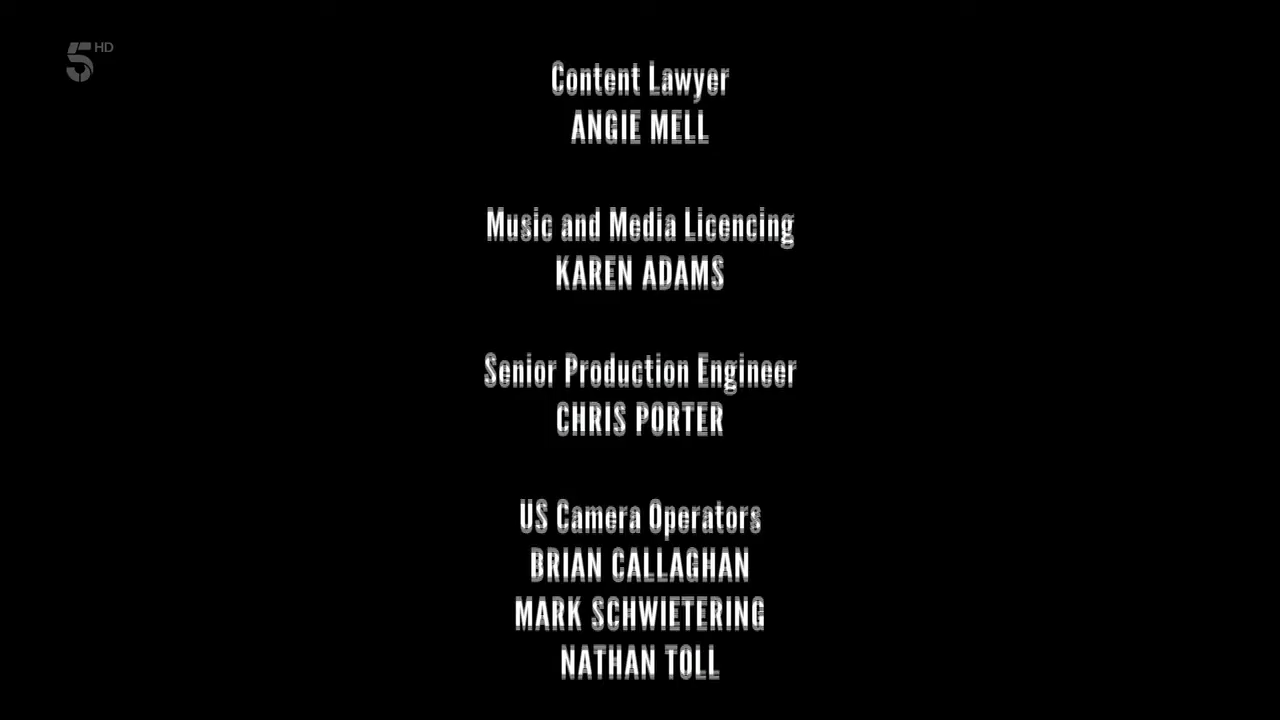 5 HD
Content Lawyer
ANGIE MELL
Music and Media Licencing
KAREN ADAMS
Senior Production Engineer
CHRIS PORTER
US Camera Operators
BRIAN CALLAGHAN
MARK SCHWIETERING
NATHAN TOLL